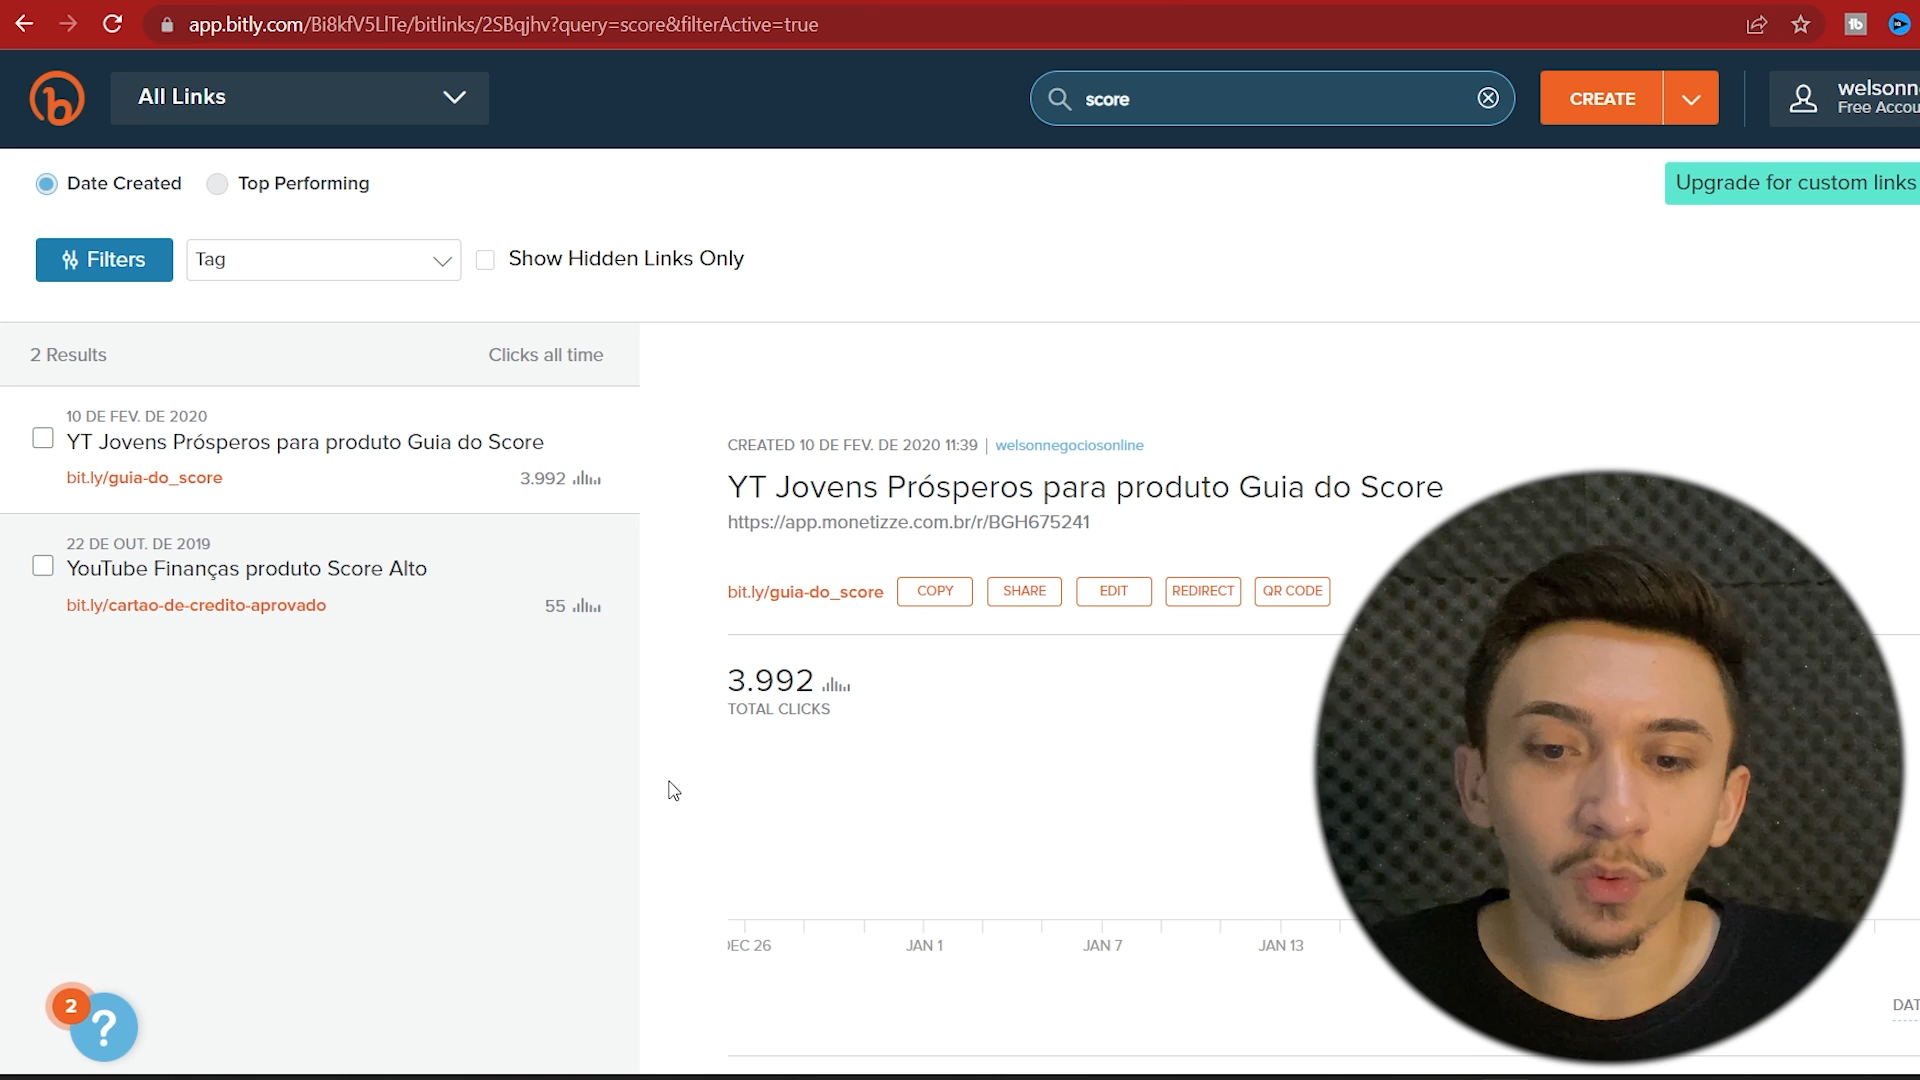 app.bitly.com/Bi8kfV5LlTe/bitlinks/2SBqjhv?query=score&filterActive=true
All Links
score
CREATE
welsonn
Free Accou
Date Created
Top Performing
Upgrade for custom links
Filters
Tag
Show Hidden Links Only
2 Results
Clicks all time
10 DE FEV. DE 2020
YT Jovens Prósperos para produto Guia do Score
bit.ly/guia-do_score
3.992
22 DE OUT. DE 2019
YouTube Finanças produto Score Alto
bit.ly/cartao-de-credito-aprovado
55
CREATED 10 DE FEV. DE 2020 11:39 | welsonnegociosonline
YT Jovens Prósperos para produto Guia do Score
https://app.monetizze.com.br/r/BGH675241
bit.ly/guia-do_score
COPY
SHARE
EDIT
REDIRECT
QR CODE
3.992
TOTAL CLICKS
EC 26
JAN 1
JAN 7
JAN 13
DAT
2
?